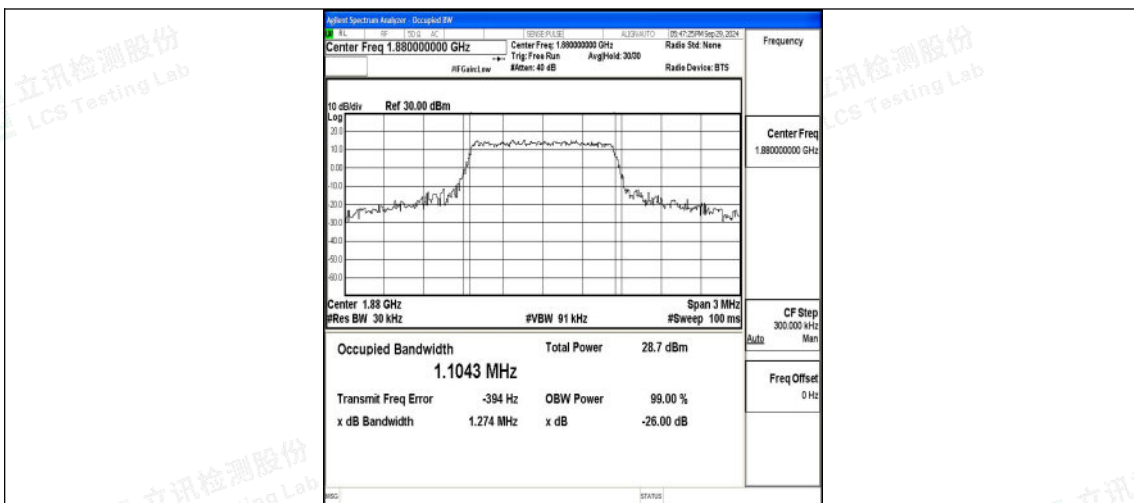 Agilent Spectrum Analyzer - Occupied BW
RL RF 50 Ω AC SENSE:PULSE ALIGNAUTO 05:47:25PM Sep 29, 2024
Center Freq 1.880000000 GHz
Center Freq: 1.880000000 GHz
Radio Std: None
Trig: Free Run Avg|Hold: 30/30
#IFGain:Low #Atten: 40 dB Radio Device: BTS
10 dB/div Ref 30.00 dBm
Log
20.0
10.0
0.00
-10.0
-20.0
-30.0
-40.0
-50.0
-60.0
Center 1.88 GHz Span 3 MHz
#Res BW 30 kHz #VBW 91 kHz #Sweep 100 ms
Occupied Bandwidth Total Power 28.7 dBm
1.1043 MHz
Transmit Freq Error -394 Hz OBW Power 99.00 %
x dB Bandwidth 1.274 MHz x dB -26.00 dB
MSG STATUS
Frequency
Center Freq
1.880000000 GHz
CF Step
300.000 kHz
Auto Man
Freq Offset
0 Hz
立讯检测股份
LCS Testing Lab
立讯检测股份
LCS Testing Lab
立讯检测股份